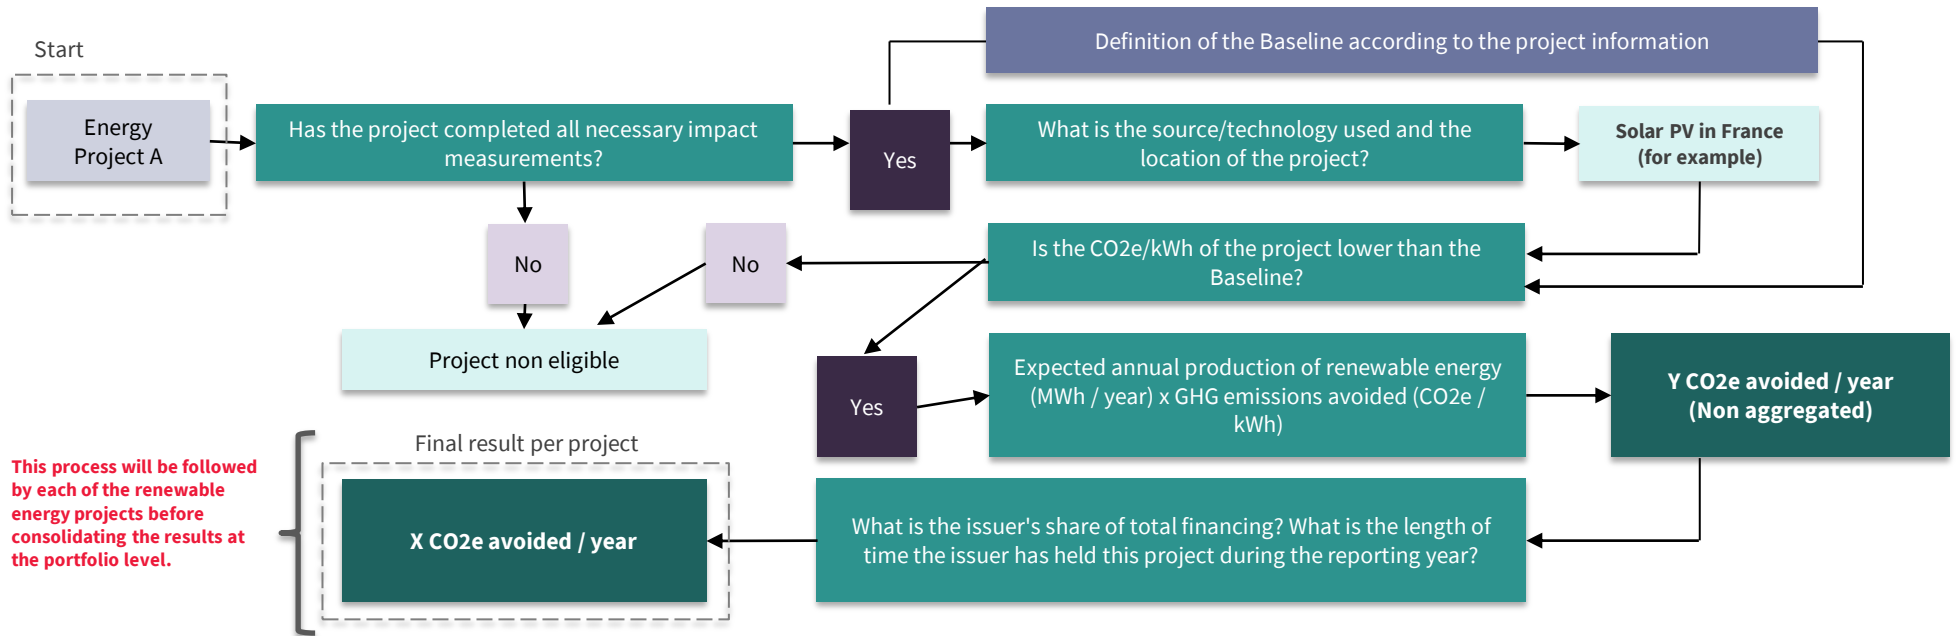 Start
Energy
Project A
Has the project completed all necessary impact
measurements?
Yes
Definition of the Baseline according to the project information
What is the source/technology used and the
location of the project?
Solar PV in France
(for example)
No
No
Is the CO2e/kWh of the project lower than the
Baseline?
Project non eligible
Yes
Expected annual production of renewable energy
(MWh / year) x GHG emissions avoided (CO2e /
kWh)
Y CO2e avoided / year
(Non aggregated)
Final result per project
This process will be followed
by each of the renewable
energy projects before
consolidating the results at
the portfolio level.
X CO2e avoided / year
What is the issuer's share of total financing? What is the length of
time the issuer has held this project during the reporting year?